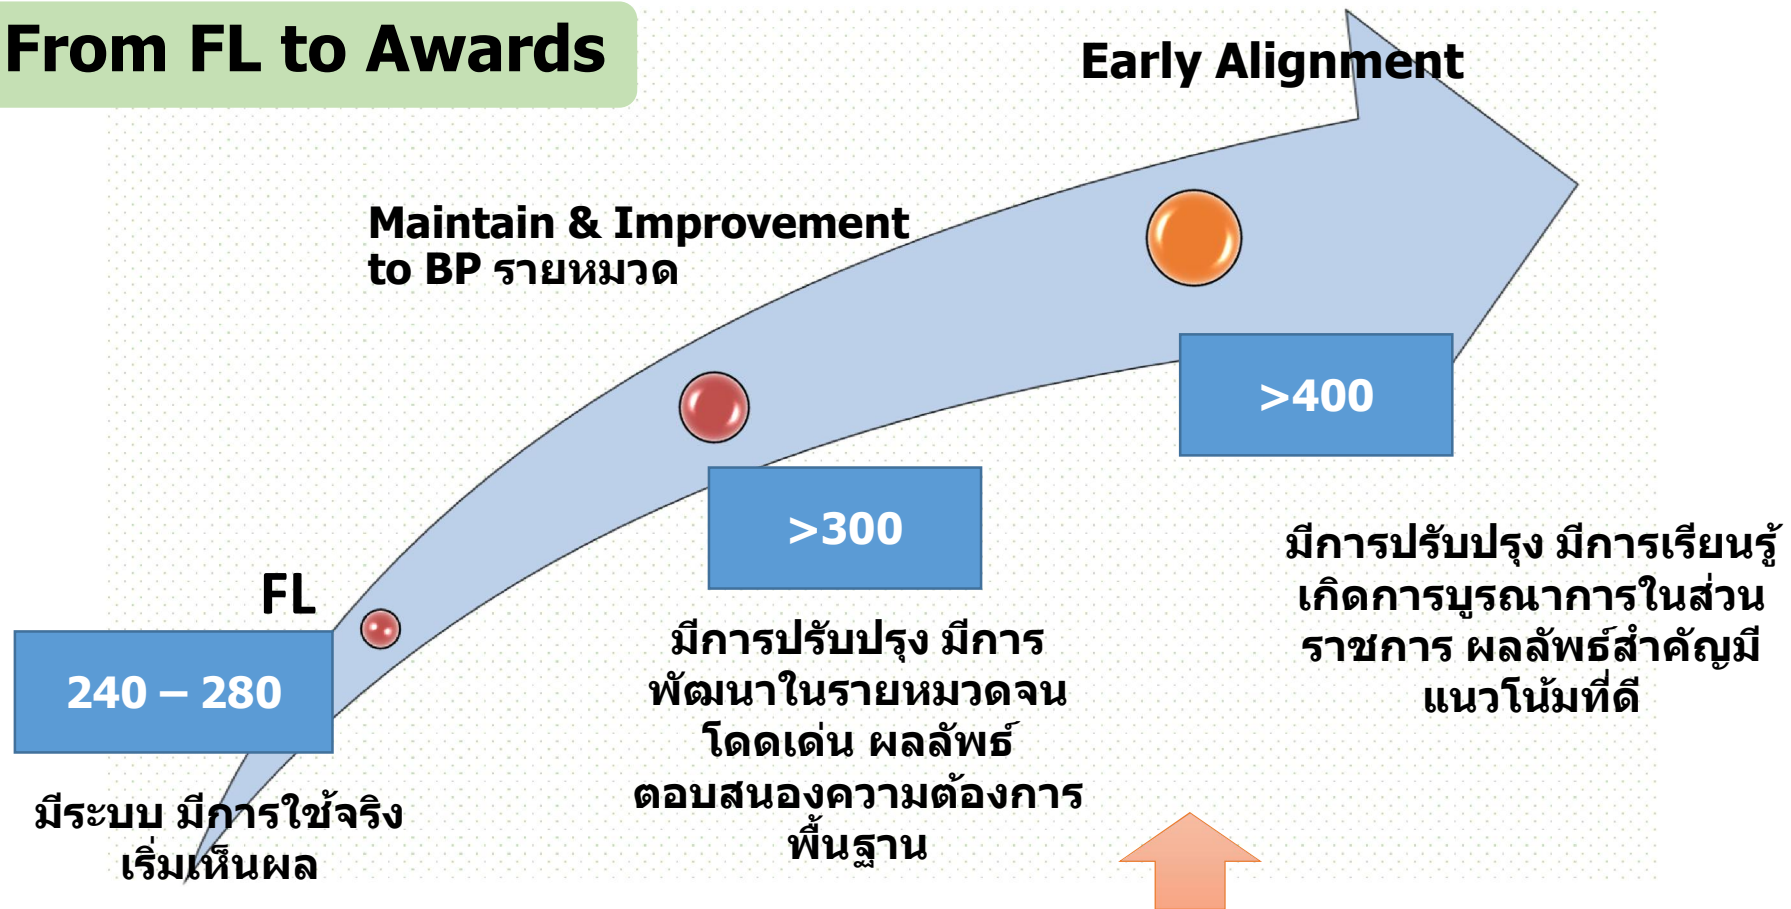 From FL to Awards
Early Alignment
Maintain & Improvement
to BP รายหมวด
>400
>300
FL
240 – 280
มีระบบ มีการใช้จริง
เริ่มเห็นผล
มีการปรับปรุง มีการ
พัฒนาในรายหมวดจน
โดดเด่น ผลลัพธ์
ตอบสนองความต้องการ
พื้นฐาน
มีการปรับปรุง มีการเรียนรู้
เกิดการบูรณาการในส่วน
ราชการ ผลลัพธ์สำคัญมี
แนวโน้มที่ดี